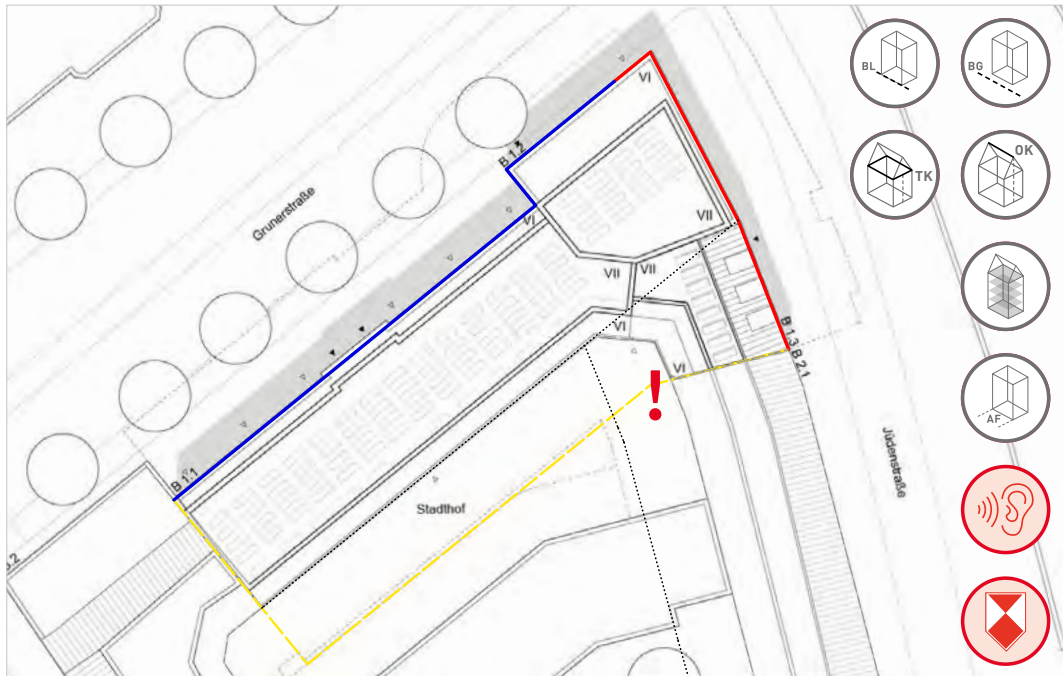 BL
BG
TK
OK
AF
VI
B 1.2
Grunerstraße
VI
VII
VII
VII
VI
VI
B 1.3
B 2.1
!
Jüdenstraße
B 1.1
Stadthof